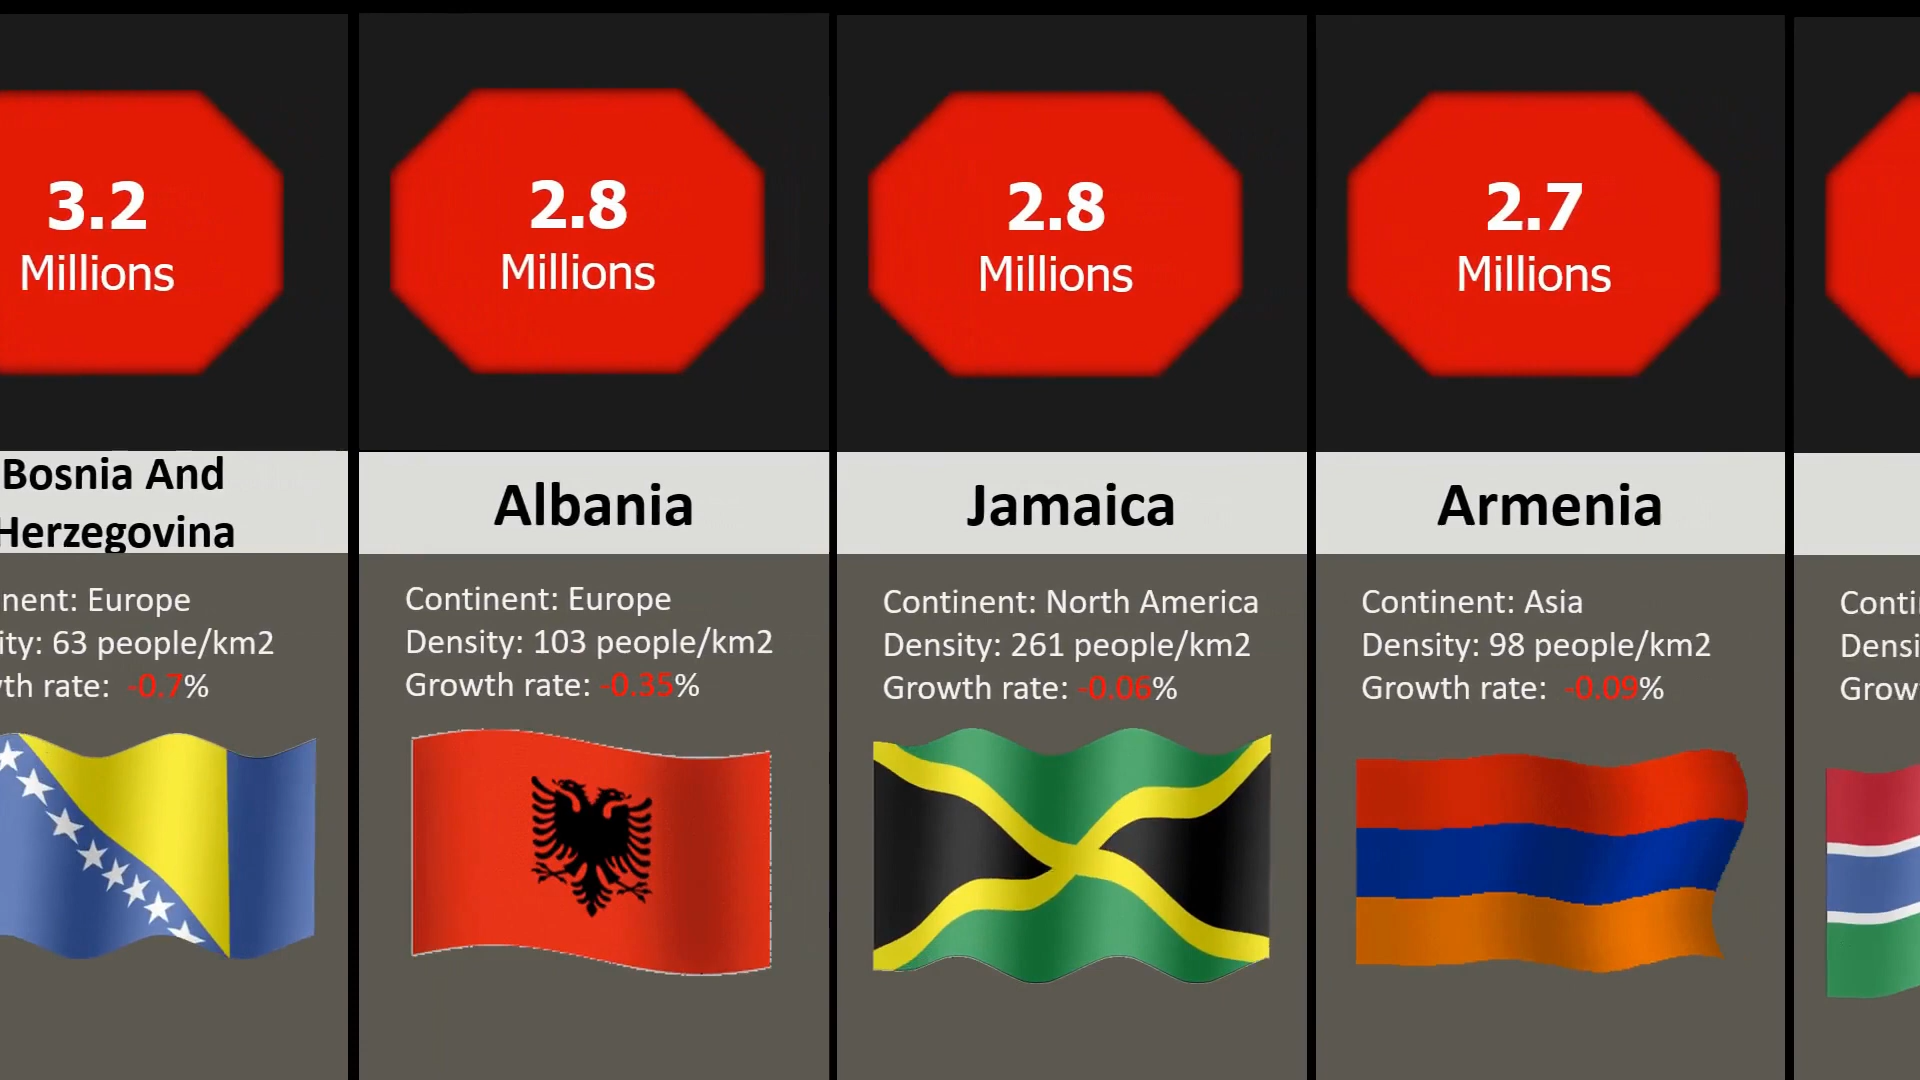 3.2
Millions
Bosnia And
Herzegovina
nent: Europe
ity: 63 people/km2
th rate: -0.7%
2.8
Millions
Albania
Continent: Europe
Density: 103 people/km2
Growth rate: -0.35%
2.8
Millions
Jamaica
Continent: North America
Density: 261 people/km2
Growth rate: -0.06%
2.7
Millions
Armenia
Continent: Asia
Density: 98 people/km2
Growth rate: -0.09%
Conti
Densi
Grow